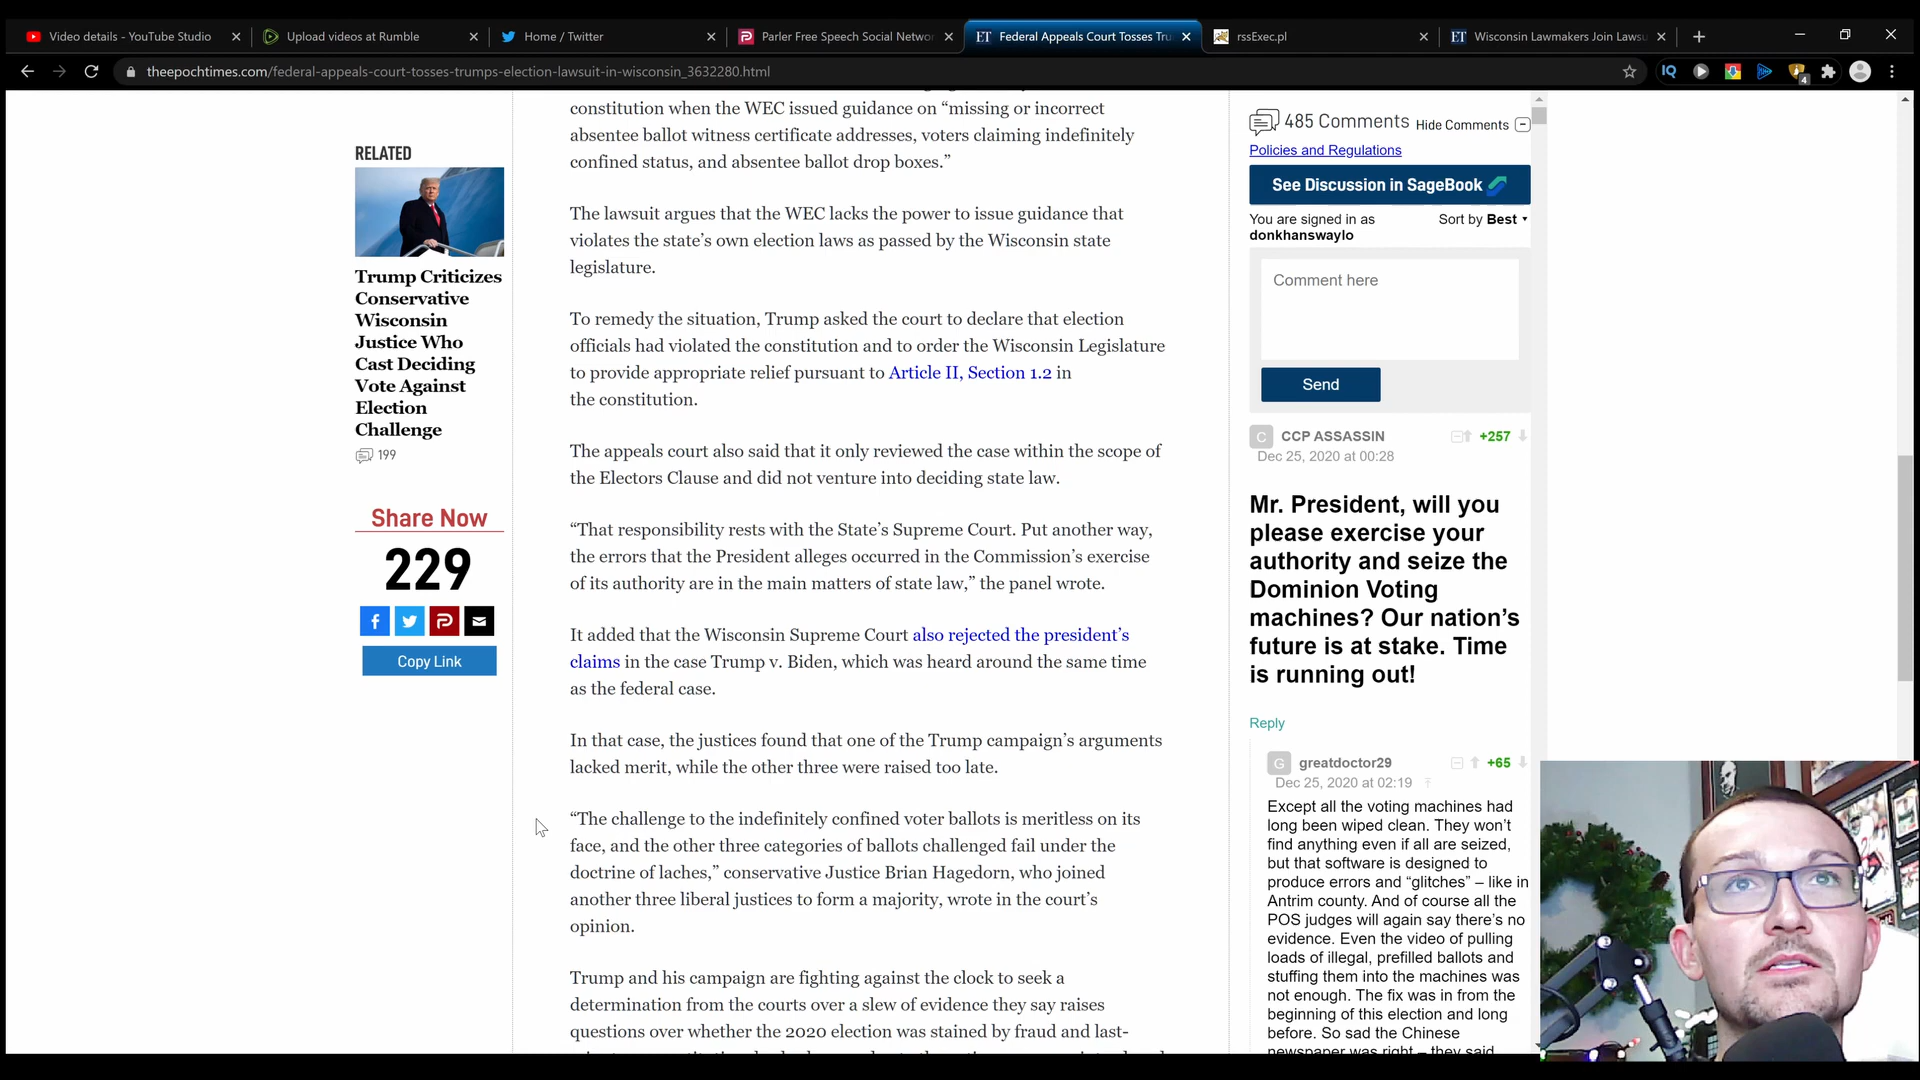 Video details - YouTube Studio
Upload videos at Rumble
Home / Twitter
Parler Free Speech Social Networ
ET Federal Appeals Court Tosses Tru
rssExec.pl
ET Wisconsin Lawmakers Join Lawsu
theepochtimes.com/federal-appeals-court-tosses-trumps-election-lawsuit-in-wisconsin_3632280.html
IQ
4
RELATED
Trump Criticizes
Conservative
Wisconsin
Justice Who
Cast Deciding
Vote Against
Election
Challenge
199
Share Now
229
Copy Link
constitution when the WEC issued guidance on “missing or incorrect
absentee ballot witness certificate addresses, voters claiming indefinitely
confined status, and absentee ballot drop boxes.”
The lawsuit argues that the WEC lacks the power to issue guidance that
violates the state’s own election laws as passed by the Wisconsin state
legislature.
To remedy the situation, Trump asked the court to declare that election
officials had violated the constitution and to order the Wisconsin Legislature
to provide appropriate relief pursuant to Article II, Section 1.2 in
the constitution.
The appeals court also said that it only reviewed the case within the scope of
the Electors Clause and did not venture into deciding state law.
“That responsibility rests with the State’s Supreme Court. Put another way,
the errors that the President alleges occurred in the Commission’s exercise
of its authority are in the main matters of state law,” the panel wrote.
It added that the Wisconsin Supreme Court also rejected the president’s
claims in the case Trump v. Biden, which was heard around the same time
as the federal case.
In that case, the justices found that one of the Trump campaign’s arguments
lacked merit, while the other three were raised too late.
“The challenge to the indefinitely confined voter ballots is meritless on its
face, and the other three categories of ballots challenged fail under the
doctrine of laches,” conservative Justice Brian Hagedorn, who joined
another three liberal justices to form a majority, wrote in the court’s
opinion.
Trump and his campaign are fighting against the clock to seek a
determination from the courts over a slew of evidence they say raises
questions over whether the 2020 election was stained by fraud and last-
485 Comments
Hide Comments
Policies and Regulations
See Discussion in SageBook
You are signed in as
donkhanswaylo
Sort by Best
Comment here
Send
C CCP ASSASSIN
+257
Dec 25, 2020 at 00:28
Mr. President, will you
please exercise your
authority and seize the
Dominion Voting
machines? Our nation’s
future is at stake. Time
is running out!
Reply
G greatdoctor29
+65
Dec 25, 2020 at 02:19
Except all the voting machines had
long been wiped clean. They won’t
find anything even if all are seized,
but that software is designed to
produce errors and “glitches” – like in
Antrim county. And of course all the
POS judges will again say there’s no
evidence. Even the video of pulling
loads of illegal, prefilled ballots and
stuffing them into the machines was
not enough. The fix was in from the
beginning of this election and long
before. So sad the Chinese
newspaper was right – they said